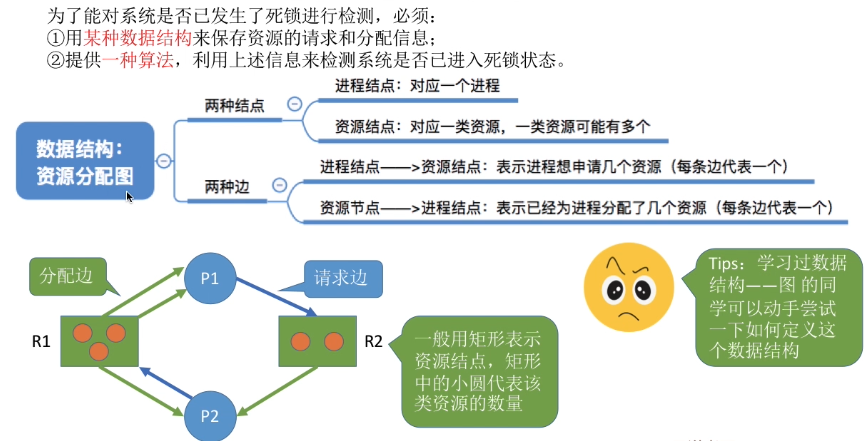 为了能对系统是否已发生了死锁进行检测，必须：
①用某种数据结构来保存资源的请求和分配信息；
②提供一种算法，利用上述信息来检测系统是否已进入死锁状态。
数据结构：
资源分配图
两种结点
进程结点：对应一个进程
资源结点：对应一类资源，一类资源可能有多个
两种边
进程结点——>资源结点：表示进程想申请几个资源（每条边代表一个）
资源节点——>进程结点：表示已经为进程分配了几个资源（每条边代表一个）
分配边
P1
请求边
R1
R2
P2
一般用矩形表示
资源结点，矩形
中的小圆代表该
类资源的数量
Tips：学习过数据
结构——图 的同
学可以动手尝试
一下如何定义这
个数据结构